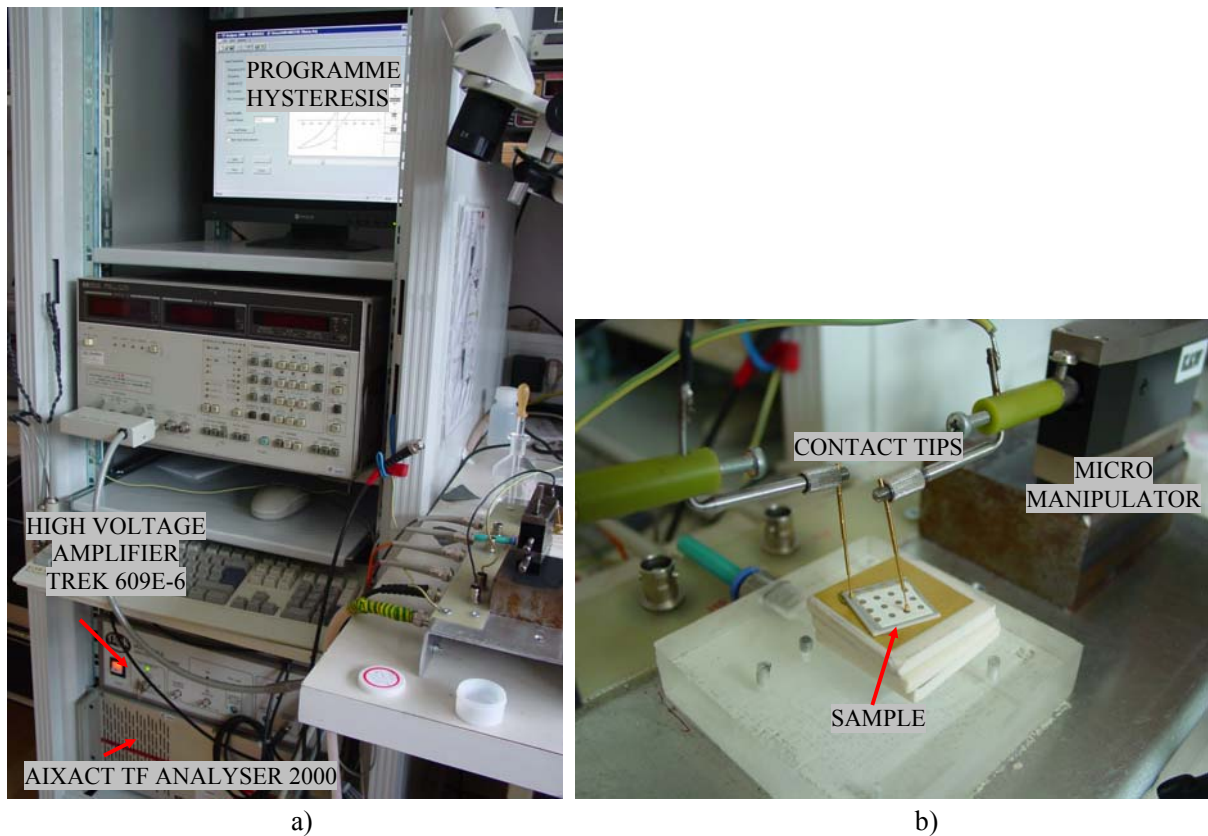 PROGRAMME
HYSTERESIS
HIGH VOLTAGE
AMPLIFIER
TREK 609E-6
AIXACT TF ANALYSER 2000
a)
CONTACT TIPS
MICRO
MANIPULATOR
SAMPLE
b)